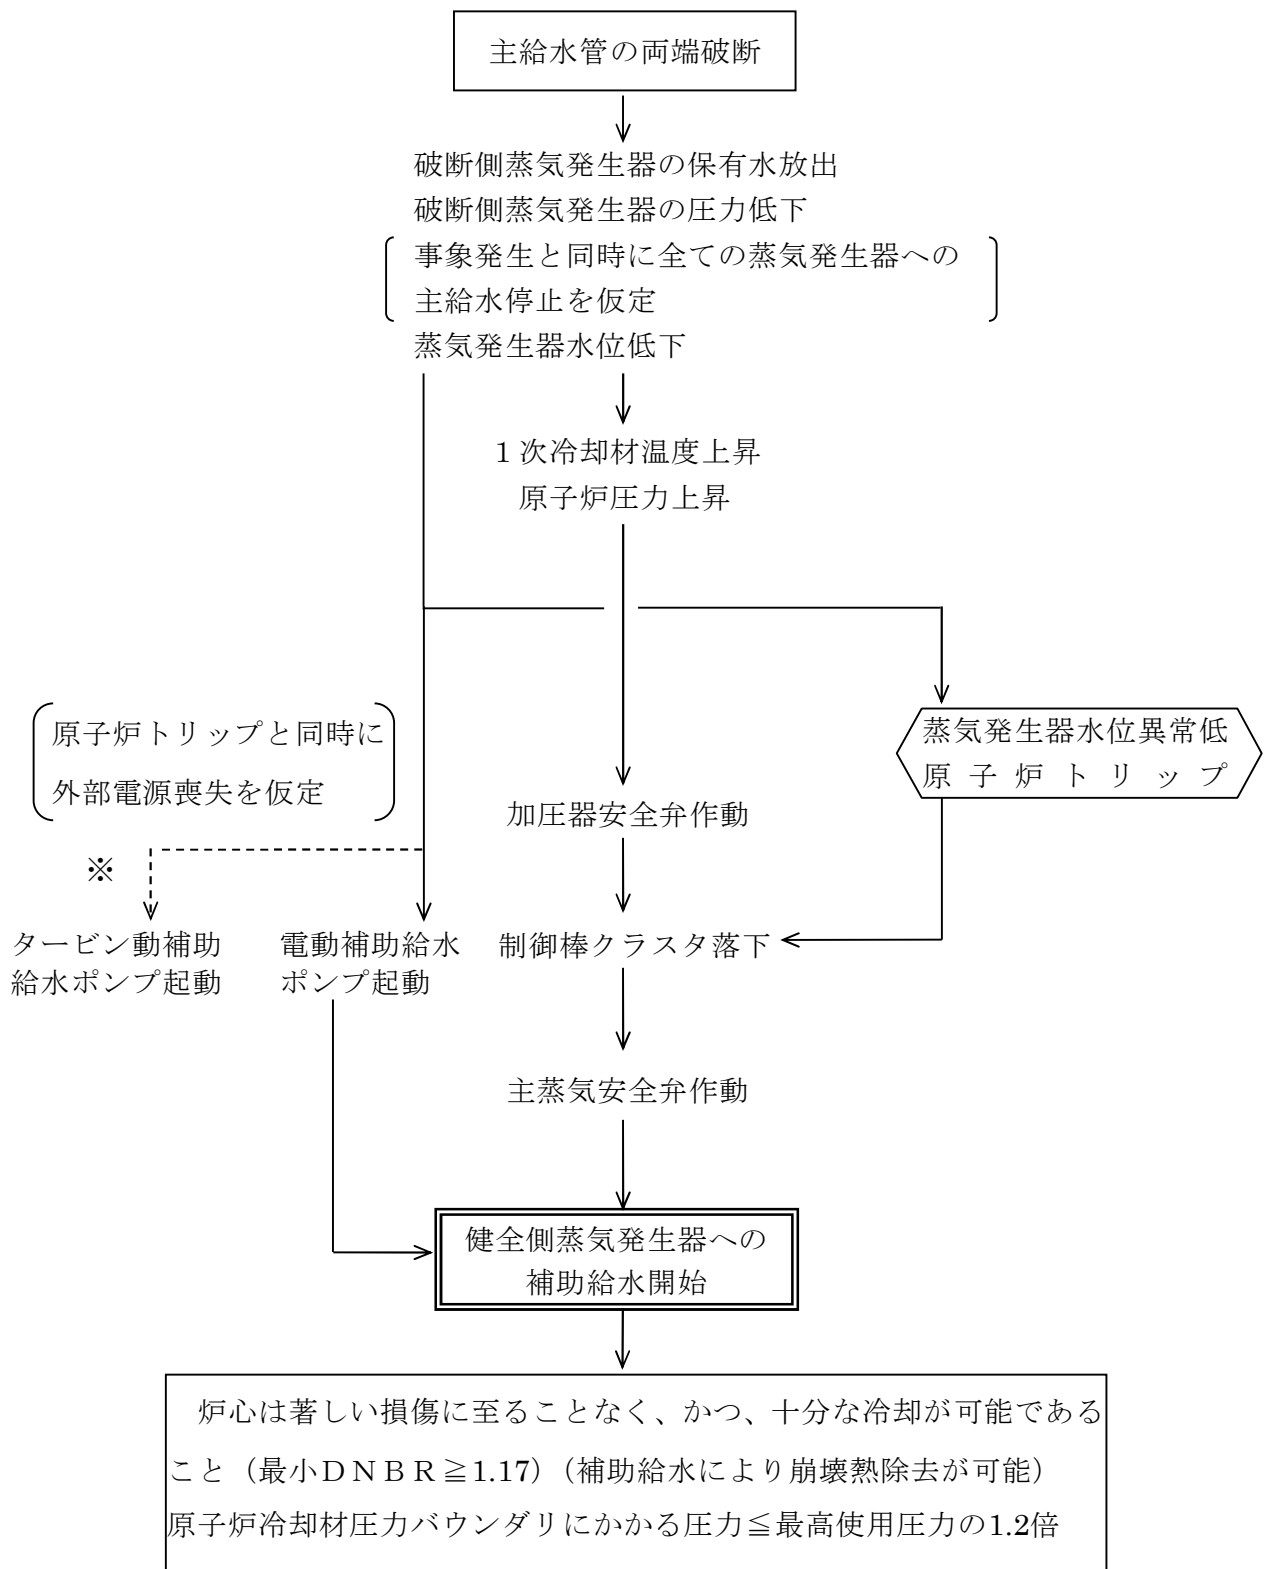 主給水管の両端破断
破断側蒸気発生器の保有水放出
破断側蒸気発生器の圧力低下
事象発生と同時に全ての蒸気発生器への
主給水停止を仮定
蒸気発生器水位低下
1次冷却材温度上昇
原子炉圧力上昇
原子炉トリップと同時に
外部電源喪失を仮定
蒸気発生器水位異常低
原子炉トリップ
加圧器安全弁作動
※
タービン動補助
給水ポンプ起動
電動補助給水
ポンプ起動
制御棒クラスタ落下
主蒸気安全弁作動
健全側蒸気発生器への
補助給水開始
炉心は著しい損傷に至ることなく、かつ、十分な冷却が可能である
こと（最小ＤＮＢＲ≧1.17）（補助給水により崩壊熱除去が可能）
原子炉冷却材圧力バウンダリにかかる圧力≦最高使用圧力の1.2倍